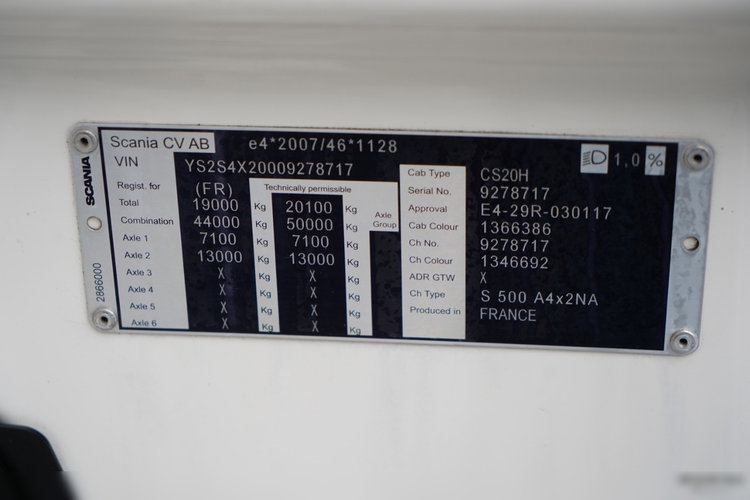 Scania CV AB e4*2007/46*1128
VIN YS2S4X20009278717
Regist. for (FR) Technically permissible
Total 19000 Kg 20100 Kg Axle Group
Combination 44000 Kg 50000 Kg
Axle 1 7100 Kg 7100 Kg
Axle 2 13000 Kg 13000 Kg
Axle 3 X Kg X Kg
Axle 4 X Kg X Kg
Axle 5 X Kg X Kg
Axle 6 X Kg X Kg
1,0 %
Cab Type CS20H
Serial No. 9278717
Approval E4-29R-030117
Cab Colour 1366386
Ch No. 9278717
Ch Colour 1346692
ADR GTW X
Ch Type S 500 A4x2NA
Produced in FRANCE
SCANIA
2866000